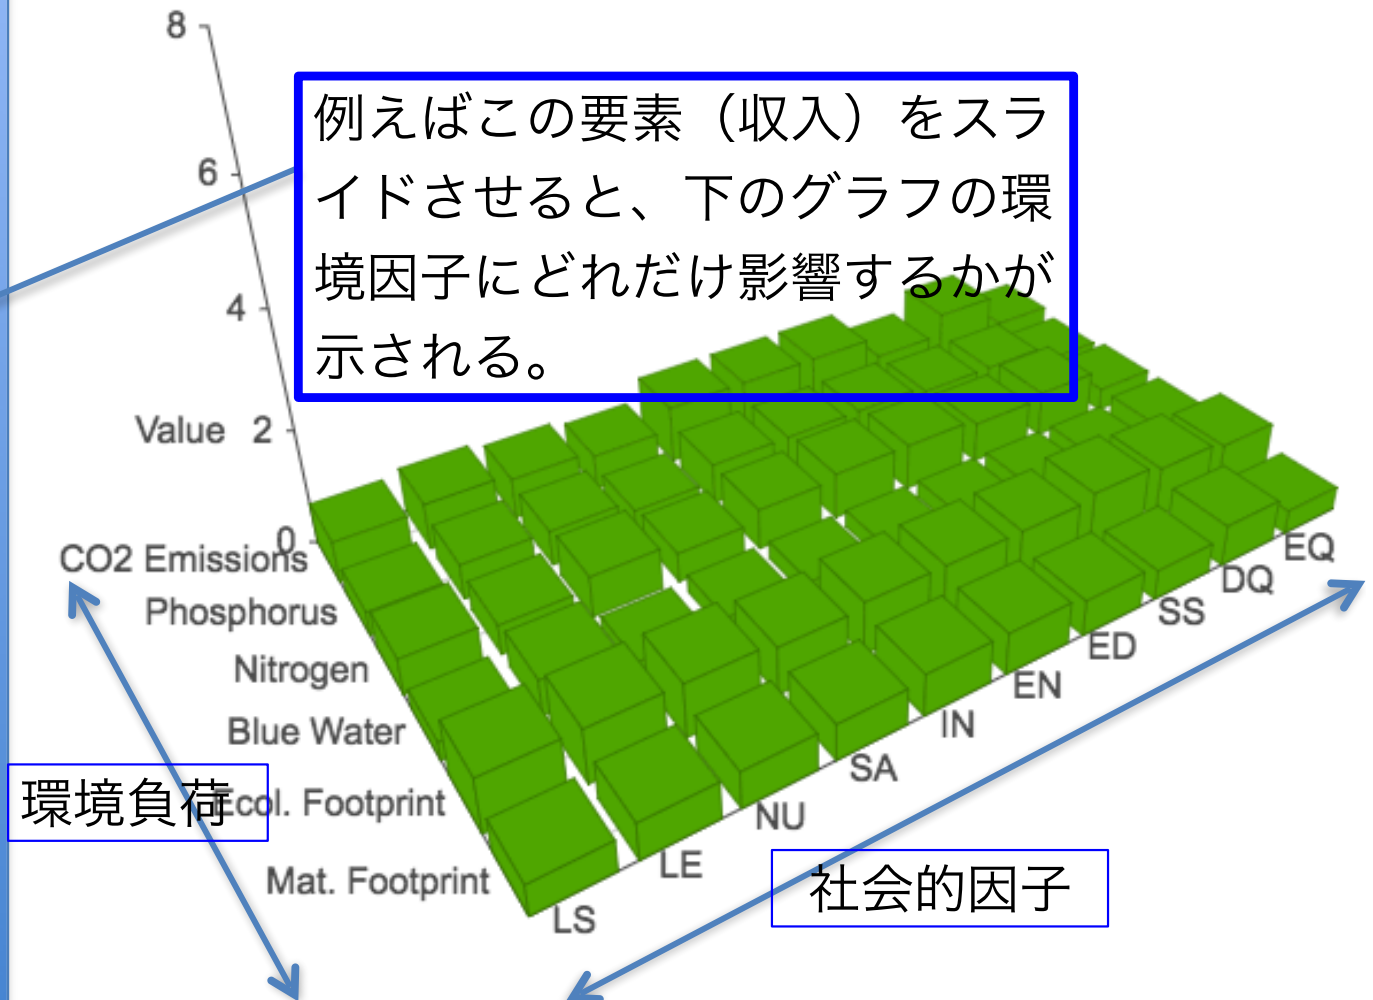 8
例えばこの要素（収入）をスラ
イドさせると、下のグラフの環
境因子にどれだけ影響するかが
示される。
6
4
Value 2
0
CO2 Emissions
Phosphorus
Nitrogen
Blue Water
Ecol. Footprint
Mat. Footprint
環境負荷
LS
LE
NU
SA
IN
EN
ED
SS
DQ
EQ
社会的因子